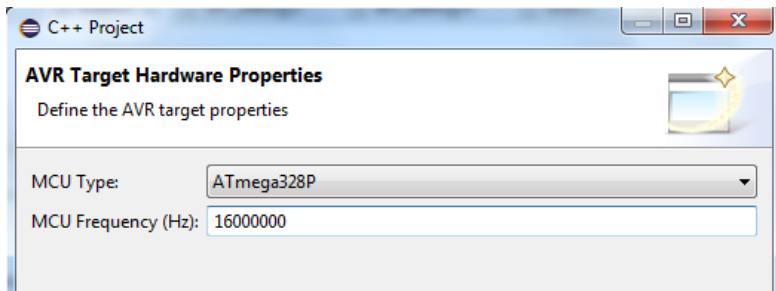 C++ Project
AVR Target Hardware Properties
Define the AVR target properties
MCU Type: ATmega328P
MCU Frequency (Hz): 16000000